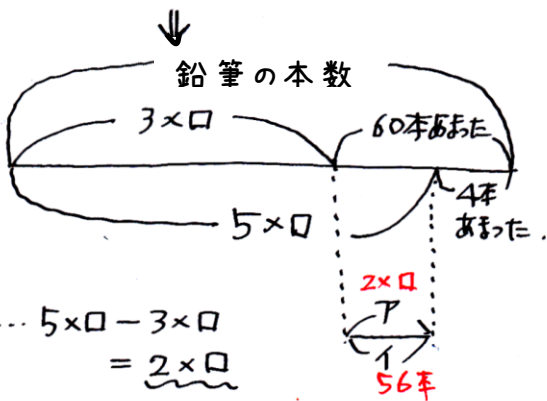 ⇓
鉛筆の本数
3×□
60本あまった
4本
あまった.
5×□
2×□
ア
イ
56本
…5×□-3×□
=2×□